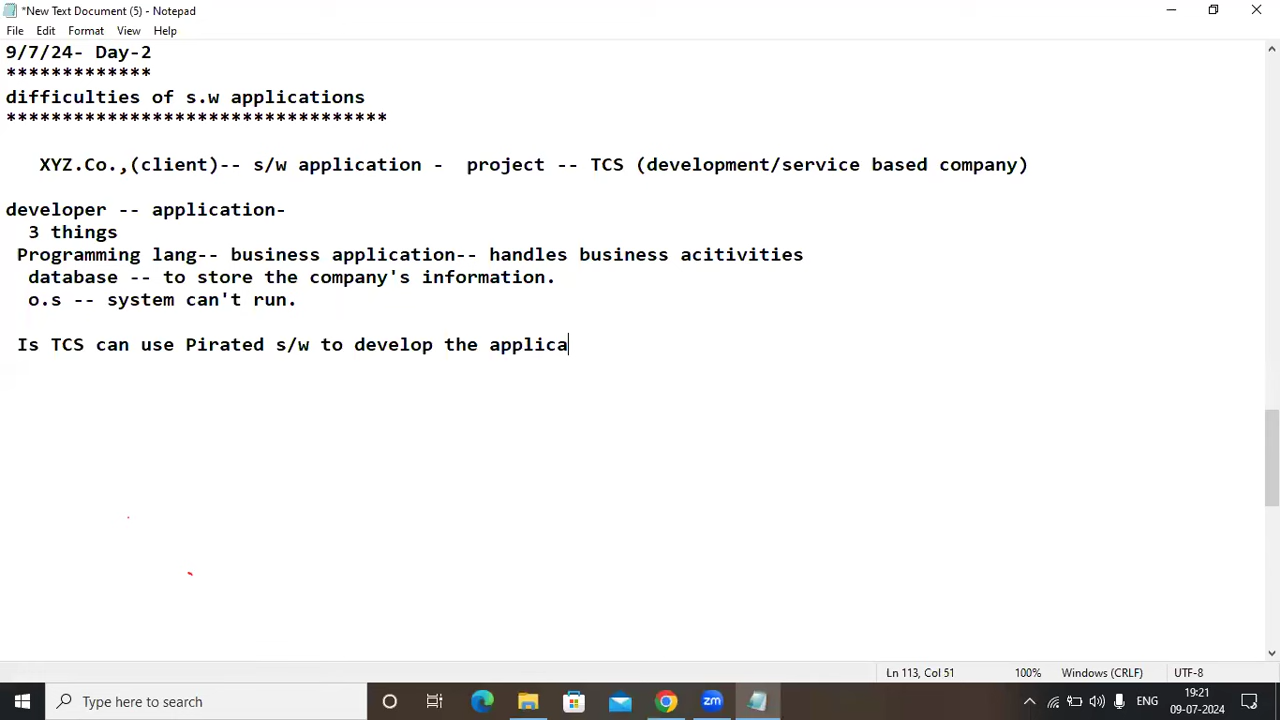 *New Text Document (5) - Notepad
File Edit Format View Help
9/7/24- Day-2
*************
difficulties of s.w applications
**********************************
XYZ.Co.,(client)-- s/w application - project -- TCS (development/service based company)
developer -- application-
3 things
Programming lang-- business application-- handles business acitivities
database -- to store the company's information.
o.s -- system can't run.
Is TCS can use Pirated s/w to develop the applica
Ln 113, Col 51 100% Windows (CRLF) UTF-8
Type here to search
zm
ENG
19:21
09-07-2024